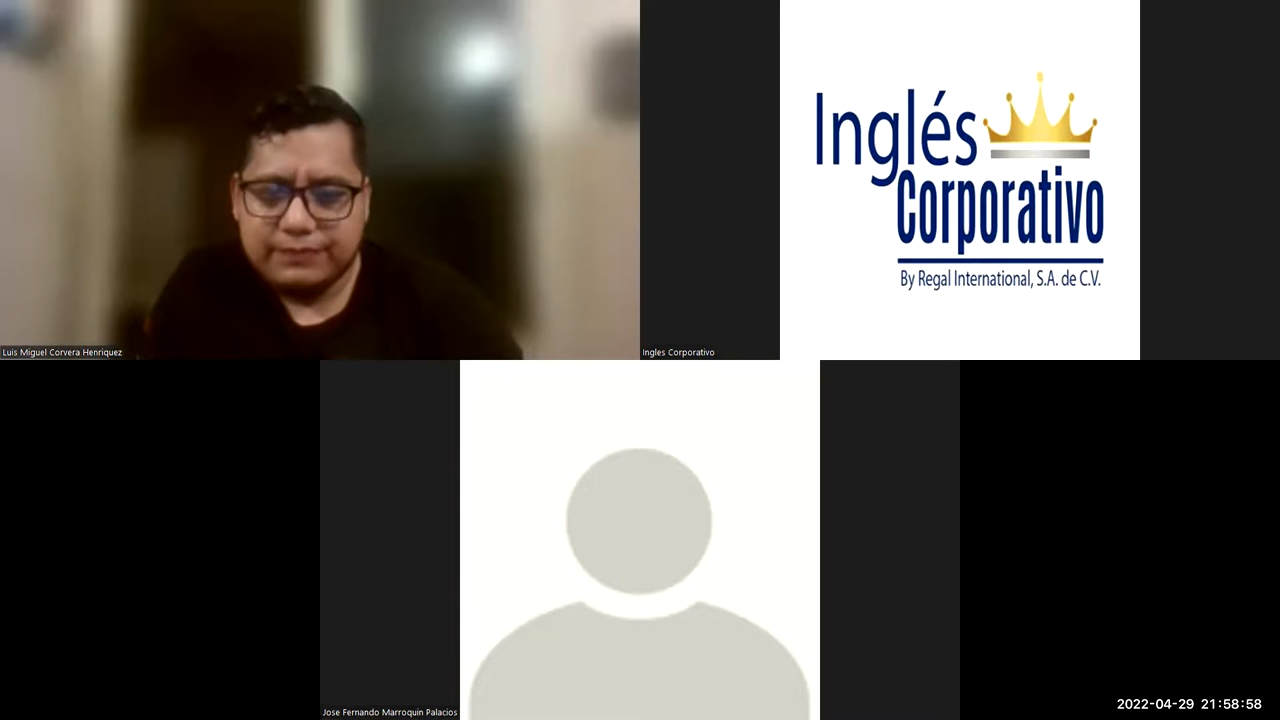 Inglés
Corporativo
By Regal International, S.A. de C.V.
Luis Miguel Corvera Henriquez
Ingles Corporativo
Jose Fernando Marroquin Palacios
2022-04-29 21:58:58